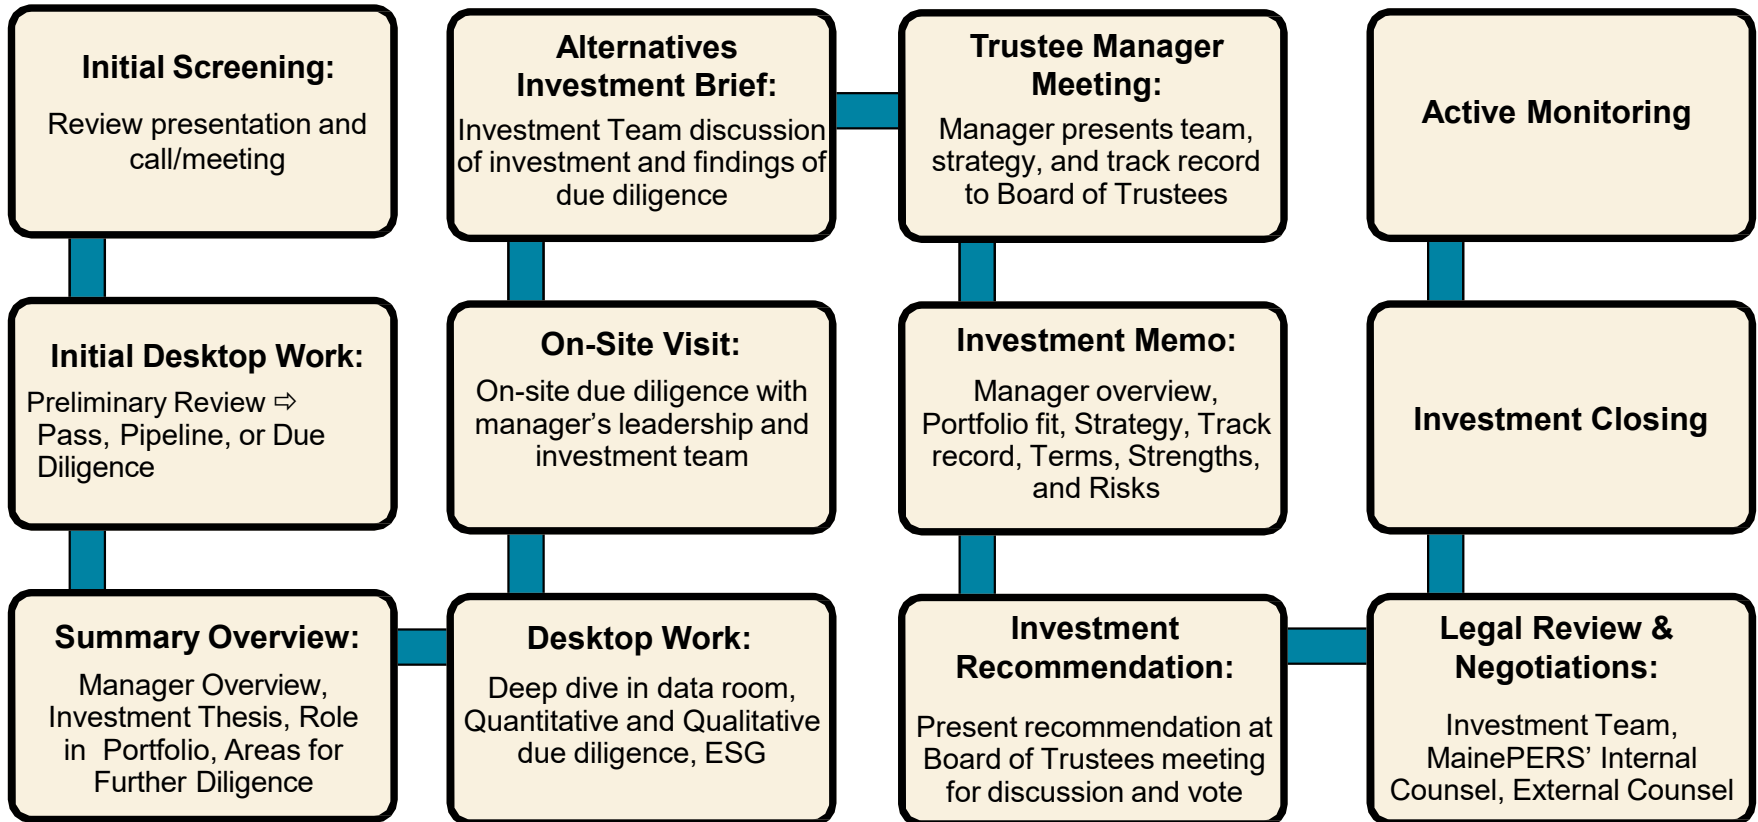 Initial Screening:
Review presentation and
call/meeting
Initial Desktop Work:
Preliminary Review ⇨
Pass, Pipeline, or Due
Diligence
Summary Overview:
Manager Overview,
Investment Thesis, Role
in Portfolio, Areas for
Further Diligence
Desktop Work:
Deep dive in data room,
Quantitative and Qualitative
due diligence, ESG
On-Site Visit:
On-site due diligence with
manager’s leadership and
investment team
Alternatives
Investment Brief:
Investment Team discussion
of investment and findings of
due diligence
Trustee Manager
Meeting:
Manager presents team,
strategy, and track record
to Board of Trustees
Investment Memo:
Manager overview,
Portfolio fit, Strategy, Track
record, Terms, Strengths,
and Risks
Investment
Recommendation:
Present recommendation at
Board of Trustees meeting
for discussion and vote
Legal Review &
Negotiations:
Investment Team,
MainePERS’ Internal
Counsel, External Counsel
Investment Closing
Active Monitoring